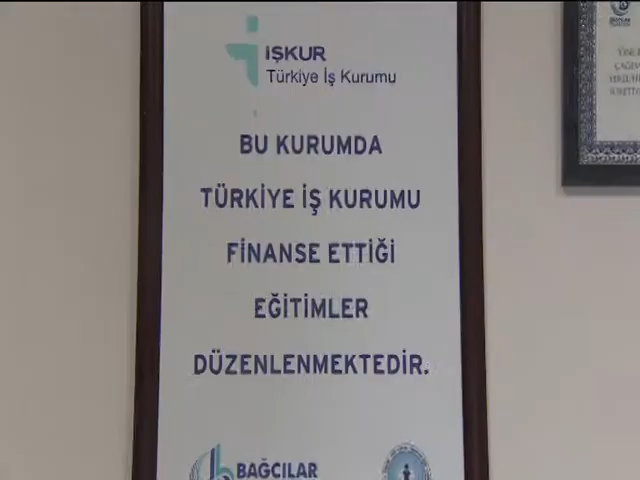 İŞKUR
Türkiye İş Kurumu
BU KURUMDA
TÜRKİYE İŞ KURUMU
FİNANSE ETTİĞİ
EĞİTİMLER
DÜZENLENMEKTEDİR.
BAĞCILAR